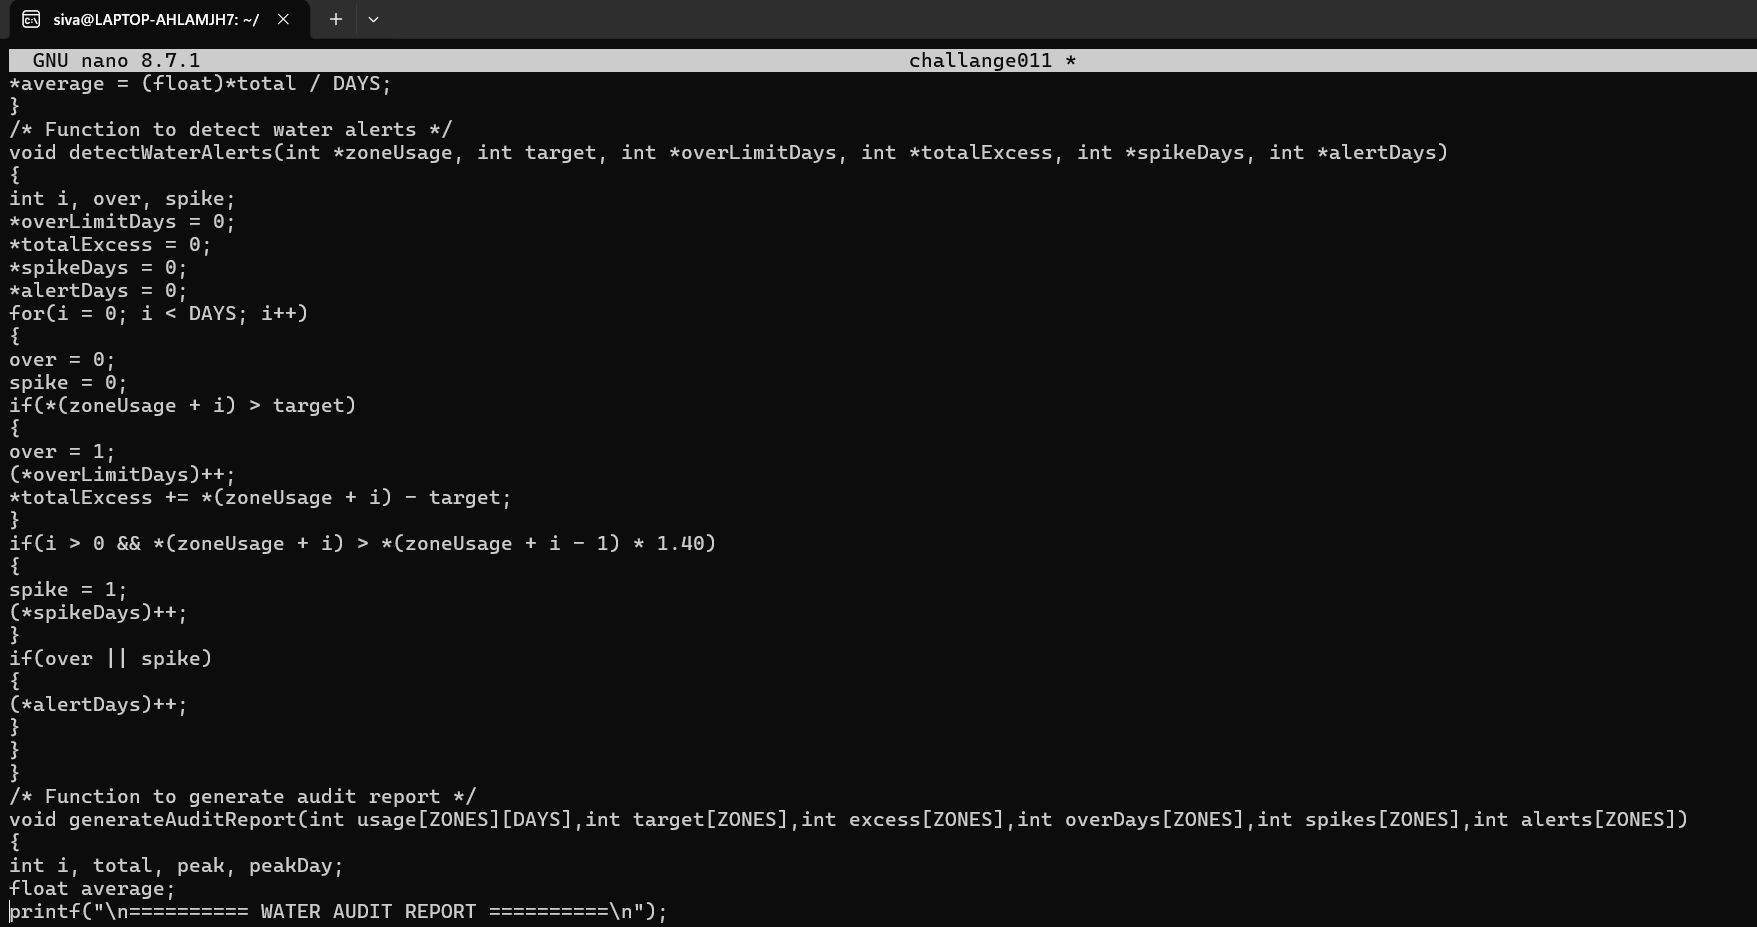 siva@LAPTOP-AHLAMJH7: ~/
GNU nano 8.7.1 challange011 *
*average = (float)*total / DAYS;
}
/* Function to detect water alerts */
void detectWaterAlerts(int *zoneUsage, int target, int *overLimitDays, int *totalExcess, int *spikeDays, int *alertDays)
{
int i, over, spike;
*overLimitDays = 0;
*totalExcess = 0;
*spikeDays = 0;
*alertDays = 0;
for(i = 0; i < DAYS; i++)
{
over = 0;
spike = 0;
if(*(zoneUsage + i) > target)
{
over = 1;
(*overLimitDays)++;
*totalExcess += *(zoneUsage + i) - target;
}
if(i > 0 && *(zoneUsage + i) > *(zoneUsage + i - 1) * 1.40)
{
spike = 1;
(*spikeDays)++;
}
if(over || spike)
{
(*alertDays)++;
}
}
}
/* Function to generate audit report */
void generateAuditReport(int usage[ZONES][DAYS],int target[ZONES],int excess[ZONES],int overDays[ZONES],int spikes[ZONES],int alerts[ZONES])
{
int i, total, peak, peakDay;
float average;
printf("\n========== WATER AUDIT REPORT ==========\n");